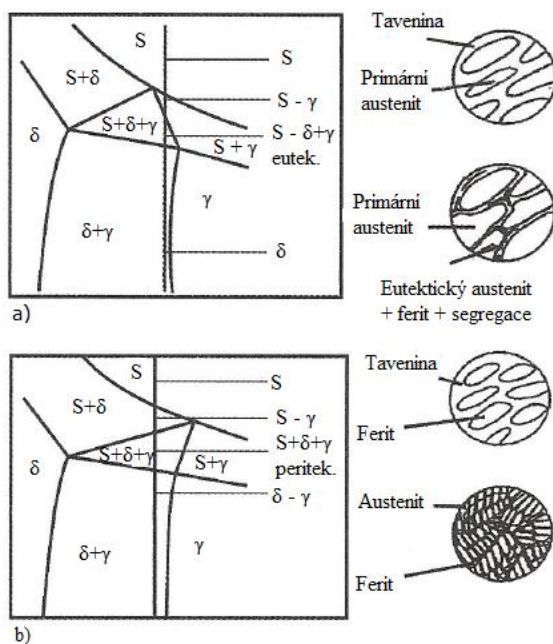 S
S
S+δ
S - γ
δ
S+δ+γ
S - δ+γ
eutek.
S + γ
γ
δ+γ
δ
a)
Tavenina
Primární
austenit
Primární
austenit
Eutektický austenit
+ ferit + segregace
S
S
S+δ
S - γ
δ
S+δ+γ
S+γ
S+δ+γ
peritek.
δ - γ
δ+γ
γ
b)
Tavenina
Ferit
Austenit
Ferit